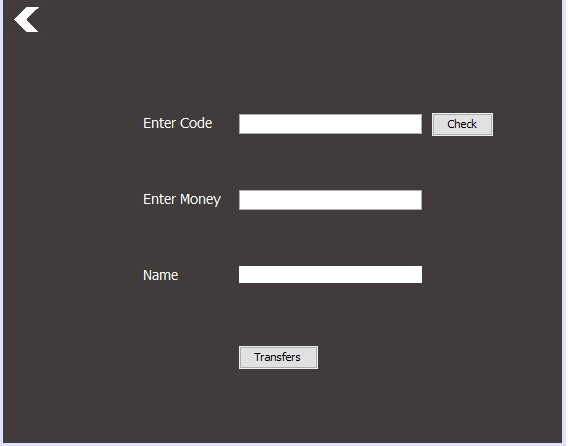 Enter Code
Check
Enter Money
Name
Transfers